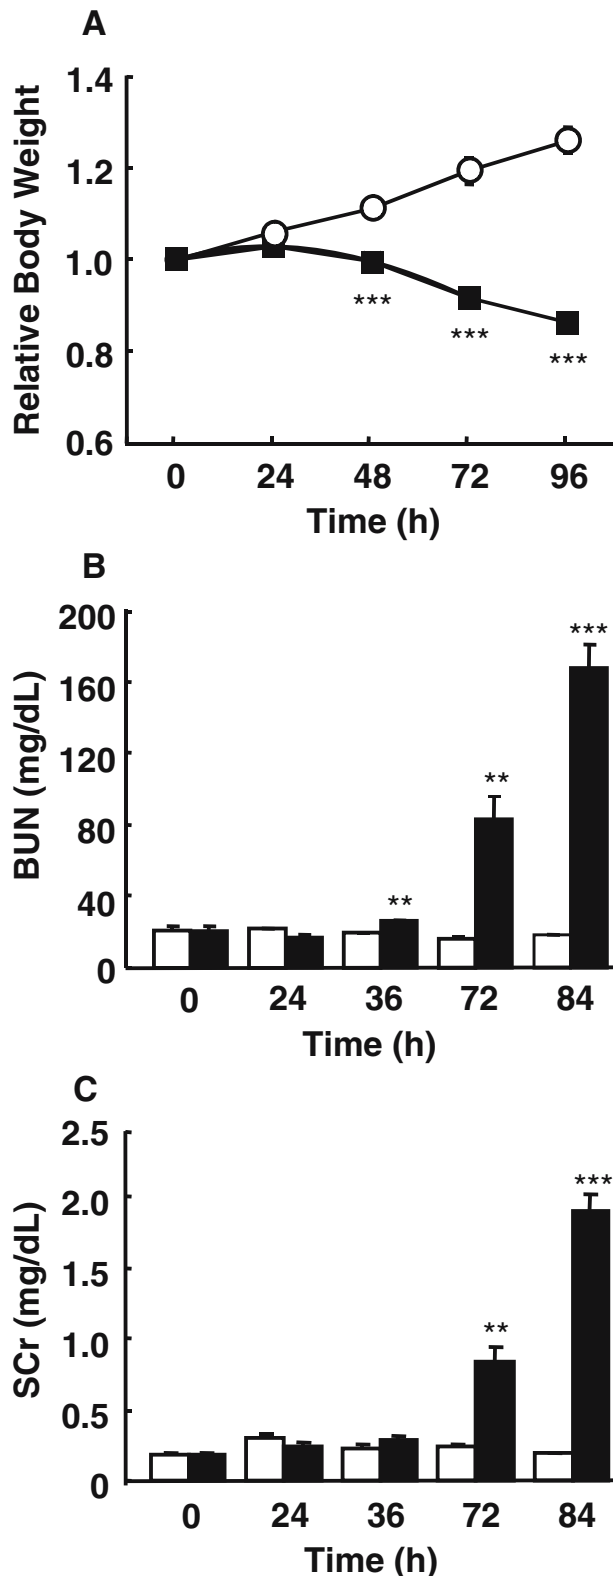 A
Relative Body Weight
1.4
1.2
1.0
0.8
0.6
***
***
***
0 24 48 72 96
Time (h)
B
BUN (mg/dL)
200
160
120
80
40
0
**
**
***
0 24 36 72 84
Time (h)
C
SCr (mg/dL)
2.5
2.0
1.5
1.0
0.5
0
**
***
0 24 36 72 84
Time (h)